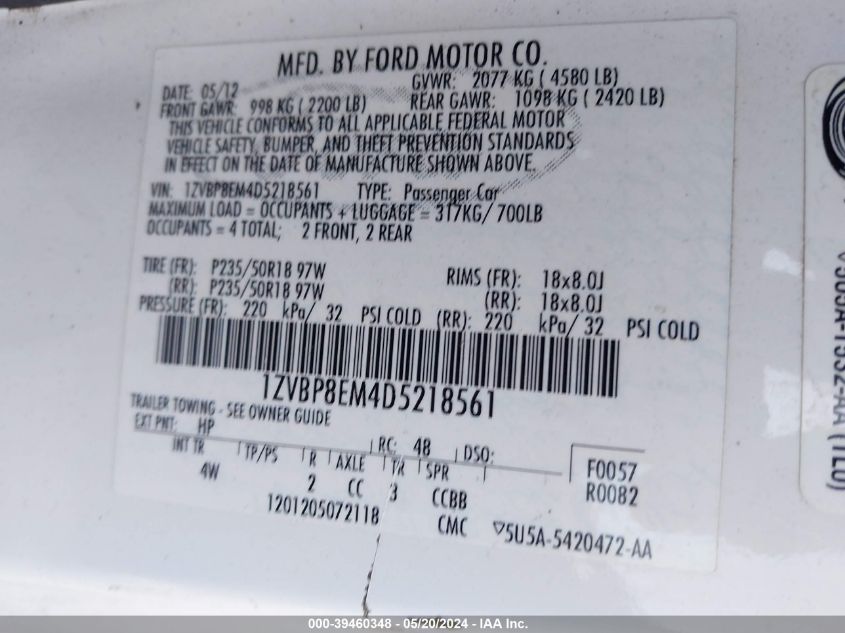 MFD. BY FORD MOTOR CO.
DATE: 05/12 GVWR: 2077 KG ( 4580 LB)
FRONT GAWR: 998 KG ( 2200 LB) REAR GAWR: 1098 KG ( 2420 LB)
THIS VEHICLE CONFORMS TO ALL APPLICABLE FEDERAL MOTOR
VEHICLE SAFETY, BUMPER, AND THEFT PREVENTION STANDARDS
IN EFFECT ON THE DATE OF MANUFACTURE SHOWN ABOVE.
VIN: 1ZVBP8EM4D5218561 TYPE: Passenger Car
MAXIMUM LOAD = OCCUPANTS + LUGGAGE = 317KG/ 700LB
OCCUPANTS = 4 TOTAL; 2 FRONT, 2 REAR
TIRE (FR): P235/50R18 97W RIMS (FR): 18x8.0J
(RR): P235/50R18 97W (RR): 18x8.0J
PRESSURE (FR): 220 kPa/ 32 PSI COLD (RR): 220 kPa/ 32 PSI COLD
1ZVBP8EM4D5218561
TRAILER TOWING - SEE OWNER GUIDE
EXT PNT: HP RC: 48 DSO:
INT TR TP/PS R AXLE TR SPR
4W 2 CC 3 CCBB
F0057
R0082
1201205072118 CMC 5U5A-5420472-AA
(TLD)
000-39460348 - 05/20/2024 - IAA Inc.